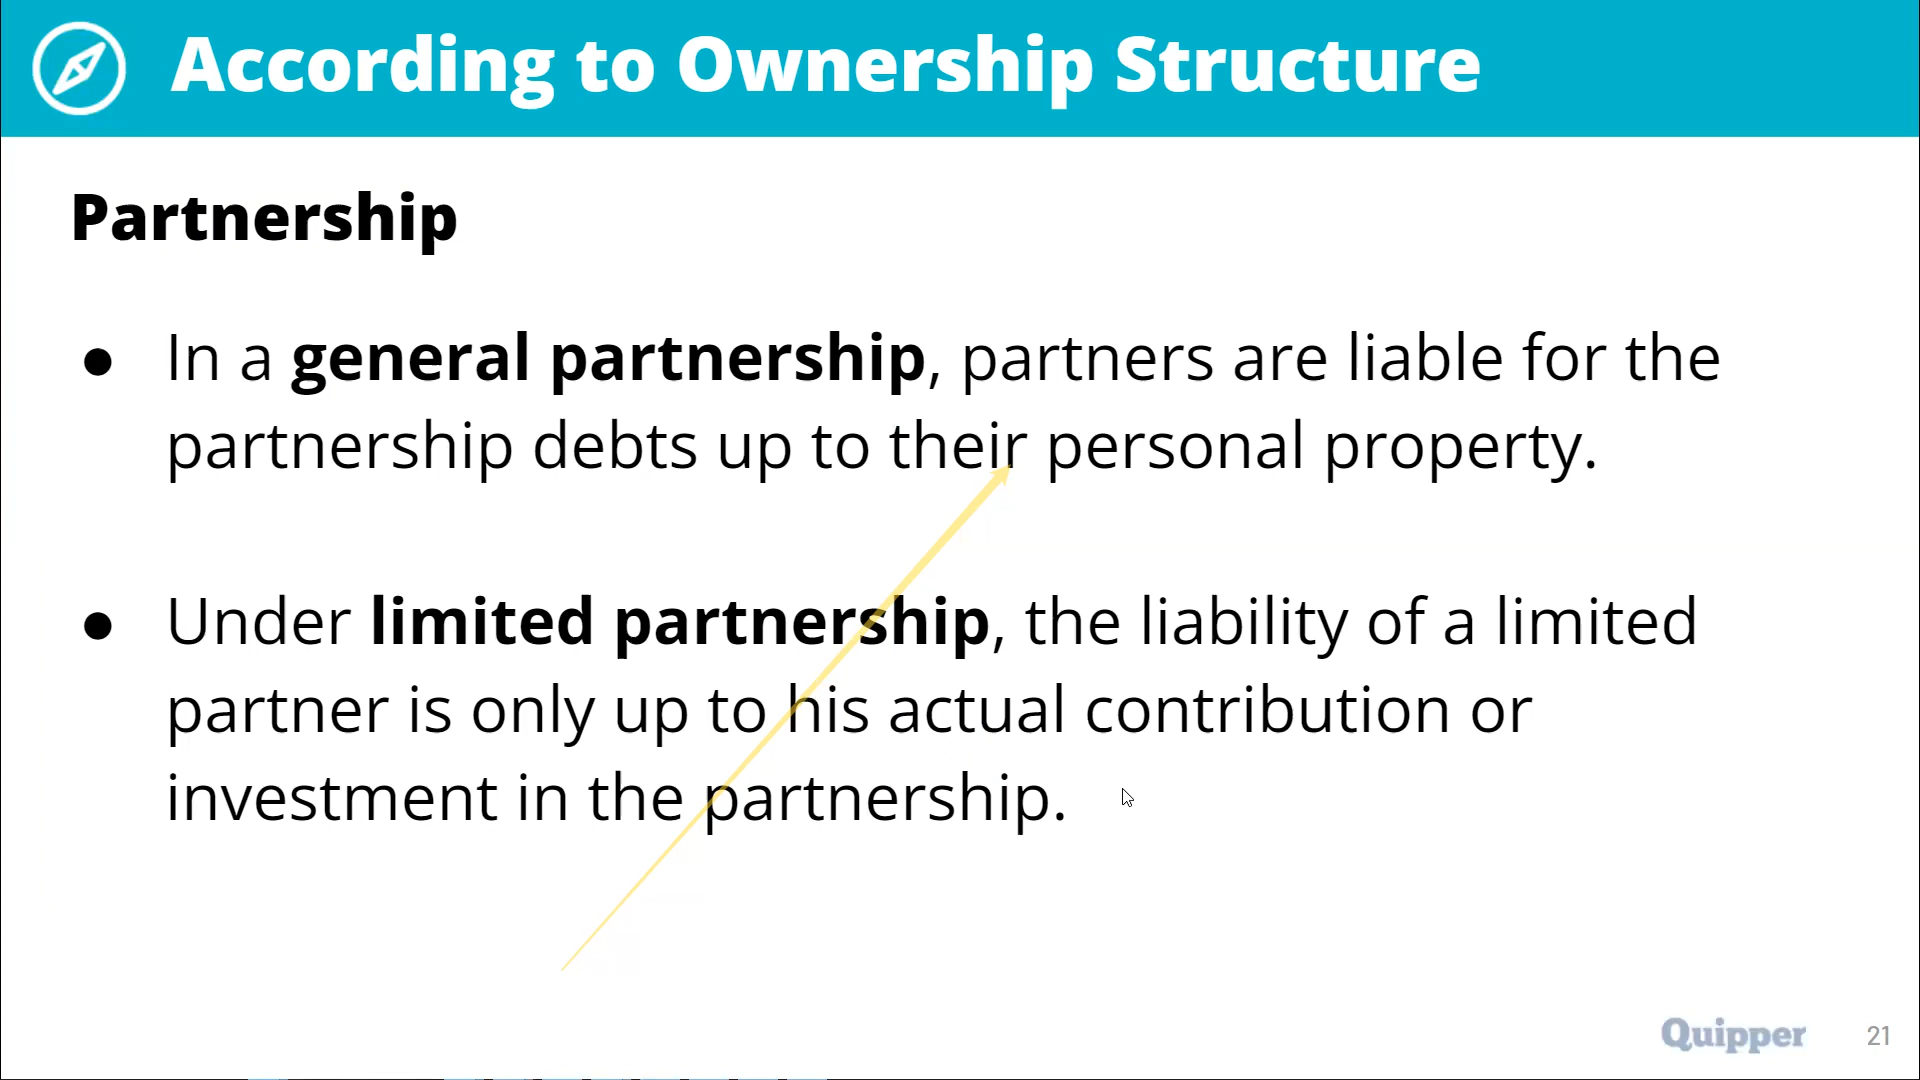 According to Ownership Structure
Partnership
● In a general partnership, partners are liable for the
partnership debts up to their personal property.
● Under limited partnership, the liability of a limited
partner is only up to his actual contribution or
investment in the partnership.
Quipper 21